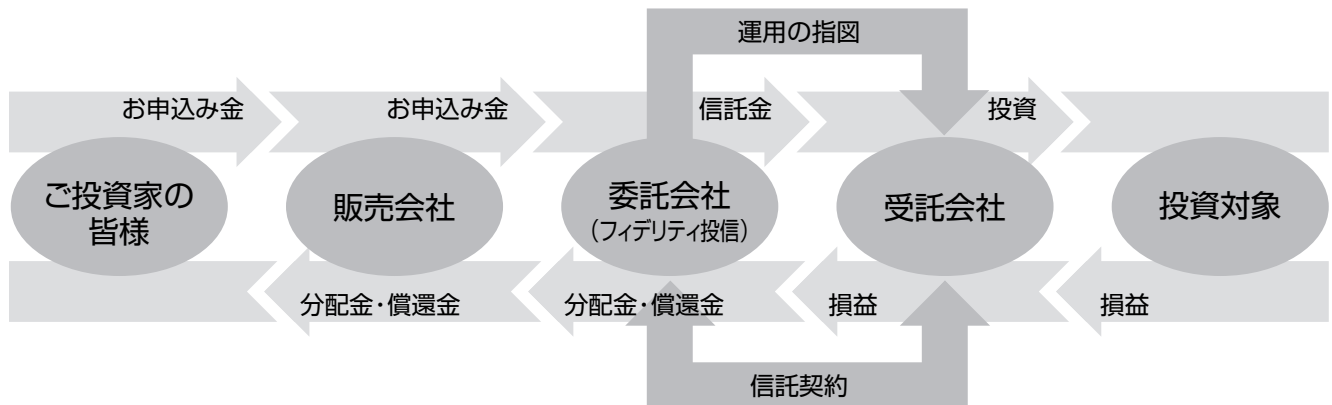 運用の指図
お申込み金
お申込み金
信託金
投資
ご投資家の
皆様
販売会社
委託会社
（フィデリティ投信）
受託会社
投資対象
分配金・償還金
分配金・償還金
損益
損益
信託契約